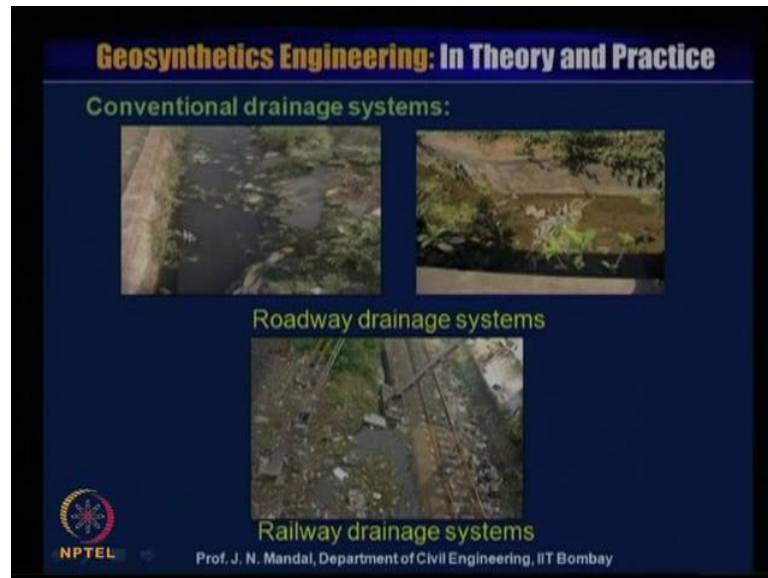 Geosynthetics Engineering: In Theory and Practice
Conventional drainage systems:
Roadway drainage systems
Railway drainage systems
NPTEL
Prof. J. N. Mandal, Department of Civil Engineering, IIT Bombay